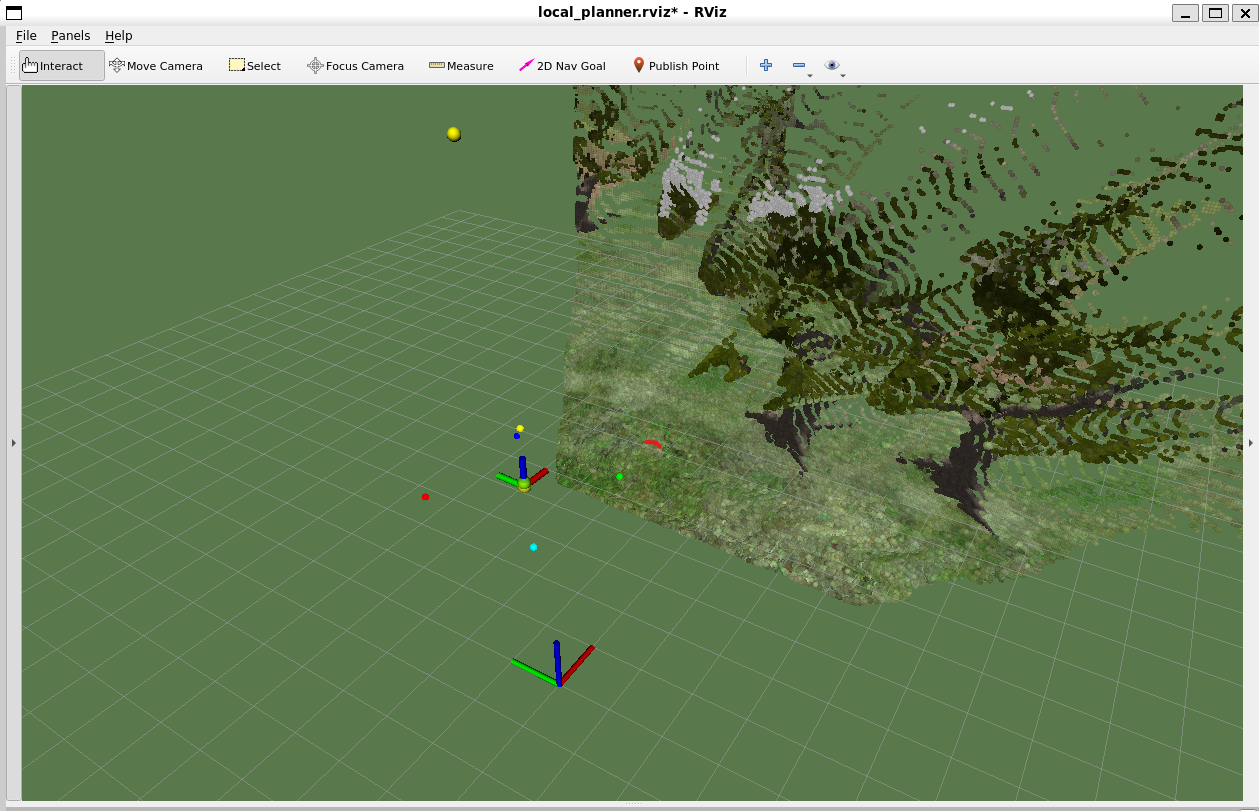 local_planner.rviz* - RViz
File Panels Help
Interact Move Camera Select Focus Camera Measure 2D Nav Goal Publish Point